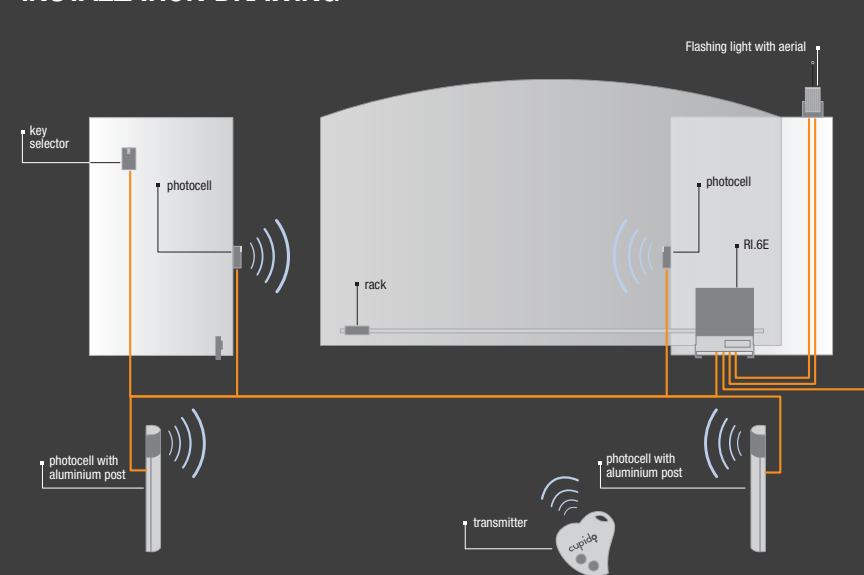 Flashing light with aerial
key
selector
photocell
photocell
RI.6E
rack
photocell with
aluminium post
photocell with
aluminium post
transmitter
cupido